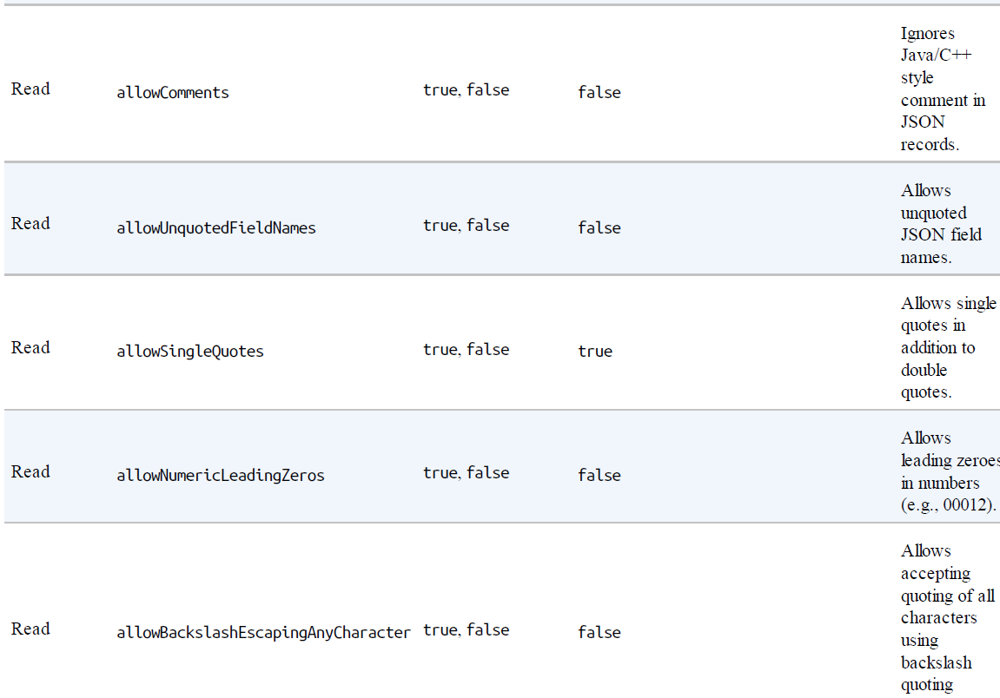 Read allowComments true, false false Ignores Java/C++ style comment in JSON records.
Read allowUnquotedFieldNames true, false false Allows unquoted JSON field names.
Read allowSingleQuotes true, false true Allows single quotes in addition to double quotes.
Read allowNumericLeadingZeros true, false false Allows leading zeroes in numbers (e.g., 00012).
Read allowBackslashEscapingAnyCharacter true, false false Allows accepting quoting of all characters using backslash quoting